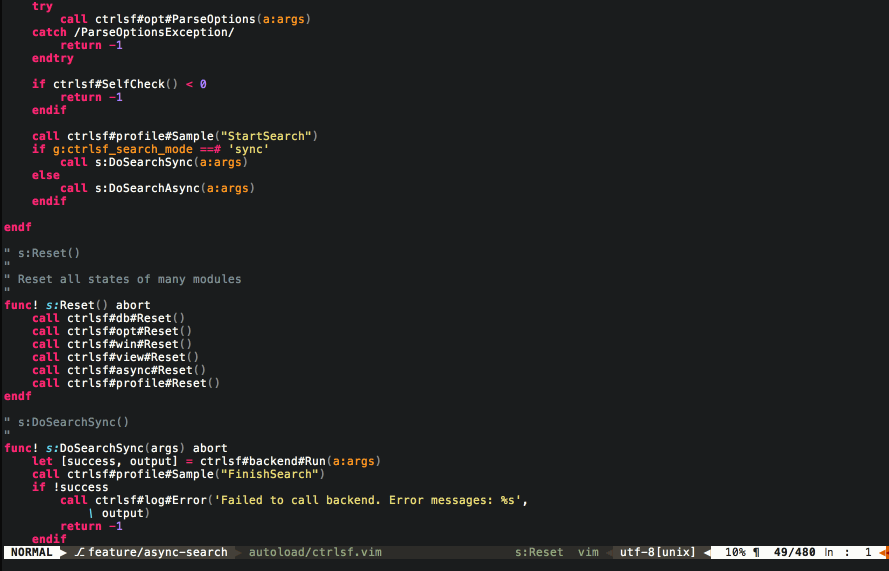 try
        call ctrlsf#opt#ParseOptions(a:args)
    catch /ParseOptionsException/
        return -1
    endtry

    if ctrlsf#SelfCheck() < 0
        return -1
    endif

    call ctrlsf#profile#Sample("StartSearch")
    if g:ctrlsf_search_mode ==# 'sync'
        call s:DoSearchSync(a:args)
    else
        call s:DoSearchAsync(a:args)
    endif

endf

" s:Reset()
"
" Reset all states of many modules
"
func! s:Reset() abort
    call ctrlsf#db#Reset()
    call ctrlsf#opt#Reset()
    call ctrlsf#win#Reset()
    call ctrlsf#view#Reset()
    call ctrlsf#async#Reset()
    call ctrlsf#profile#Reset()
endf

" s:DoSearchSync()
"
func! s:DoSearchSync(args) abort
    let [success, output] = ctrlsf#backend#Run(a:args)
    call ctrlsf#profile#Sample("FinishSearch")
    if !success
        call ctrlsf#log#Error('Failed to call backend. Error messages: %s',
            \ output)
        return -1
    endif
NORMAL feature/async-search autoload/ctrlsf.vim s:Reset vim utf-8[unix] 10% ¶ 49/480 ln : 1